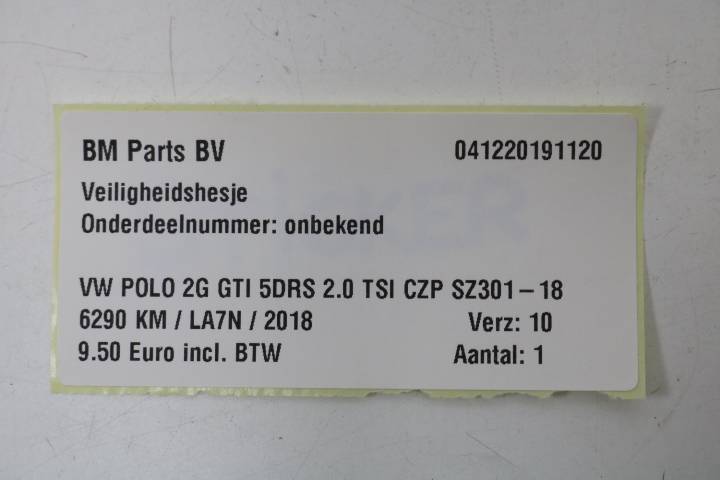 BM Parts BV 041220191120
Veiligheidshesje
Onderdeelnummer: onbekend
VW POLO 2G GTI 5DRS 2.0 TSI CZP SZ301-18
6290 KM / LA7N / 2018 Verz: 10
9.50 Euro incl. BTW Aantal: 1